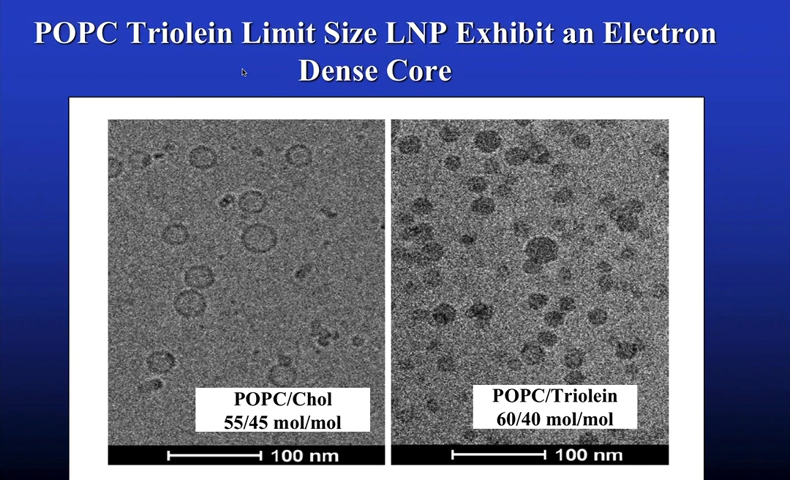 POPC Triolein Limit Size LNP Exhibit an Electron
Dense Core
POPC/Chol
55/45 mol/mol
100 nm
POPC/Triolein
60/40 mol/mol
100 nm